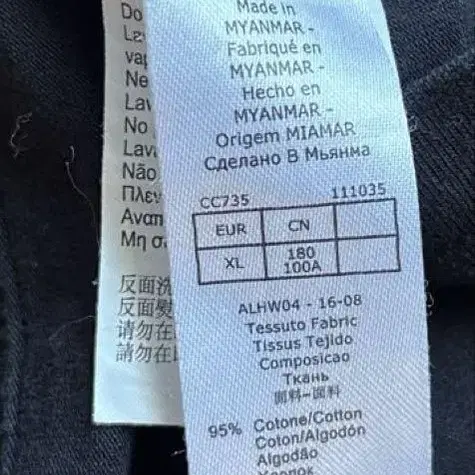 Made in
MYANMAR -
Fabriqué en
MYANMAR -
Hecho en
MYANMAR -
Origem MIAMAR
Сделано В Мьянма
CC735 111035
EUR CN
XL 180
100A
ALHW04 - 16-08
Tessuto Fabric
Tissus Tejido
Composicao
Ткань
面料-面料
95% Cotone/Cotton
Coton/Algodón
Algodão
Do
vap
Ne
Lav
No
Lav
Não
Πλεν
Avaп
Μη σ
反面洗
反面熨
请勿在
請勿在